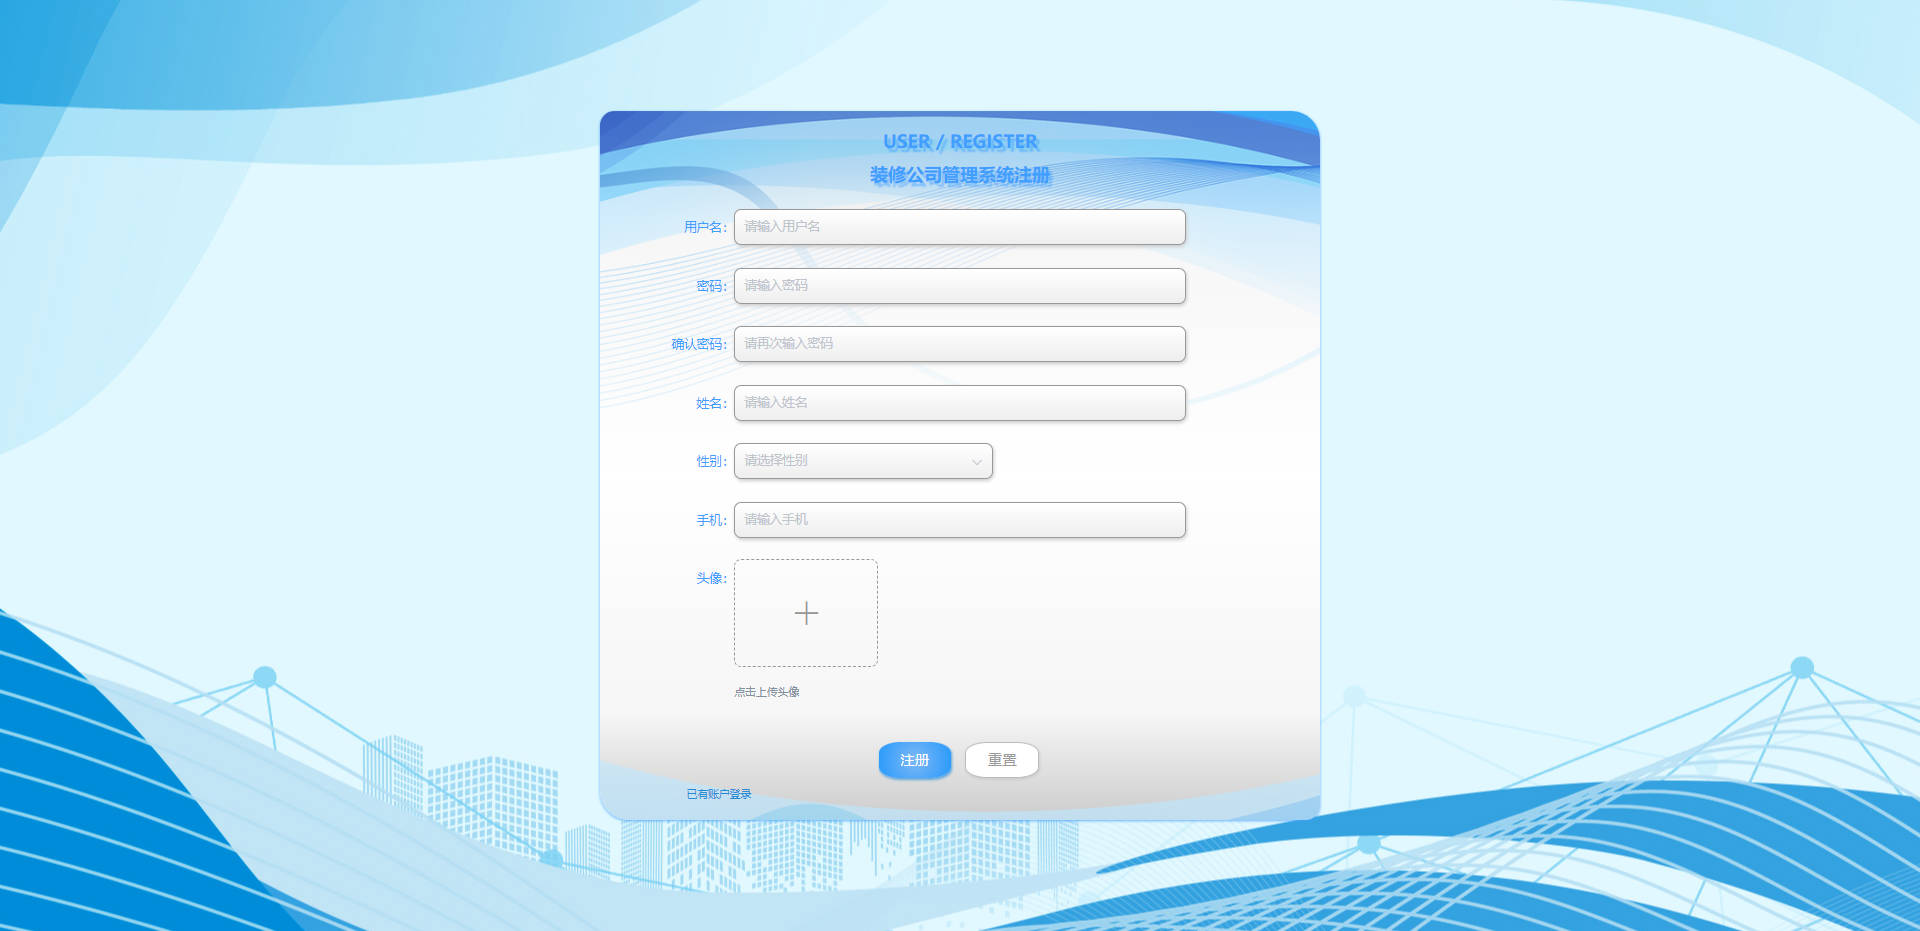 USER / REGISTER
装修公司管理系统注册
用户名: 请输入用户名
密码: 请输入密码
确认密码: 请再次输入密码
姓名: 请输入姓名
性别: 请选择性别
手机: 请输入手机
头像:
点击上传头像
注册 重置
已有账户登录